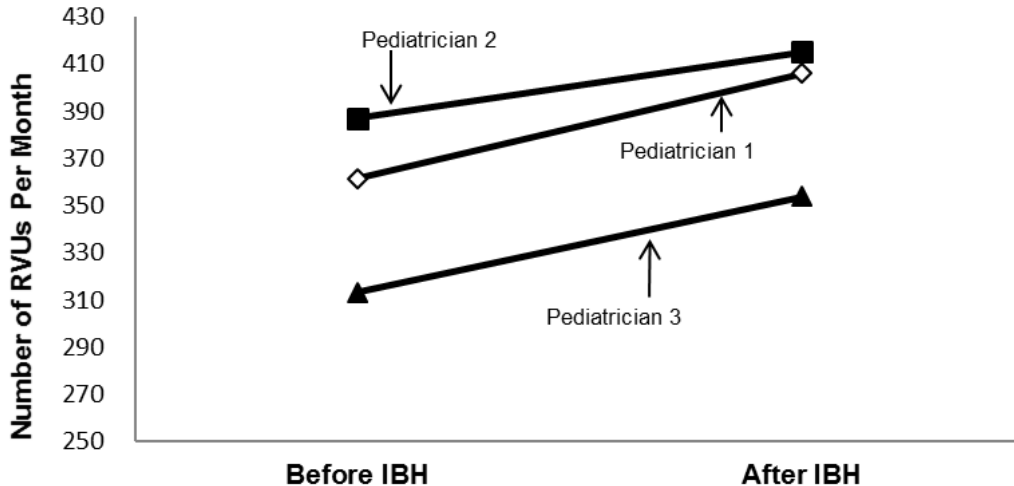 Number of RVUs Per Month
430
410
390
370
350
330
310
290
270
250
Pediatrician 2
Pediatrician 1
Pediatrician 3
Before IBH
After IBH